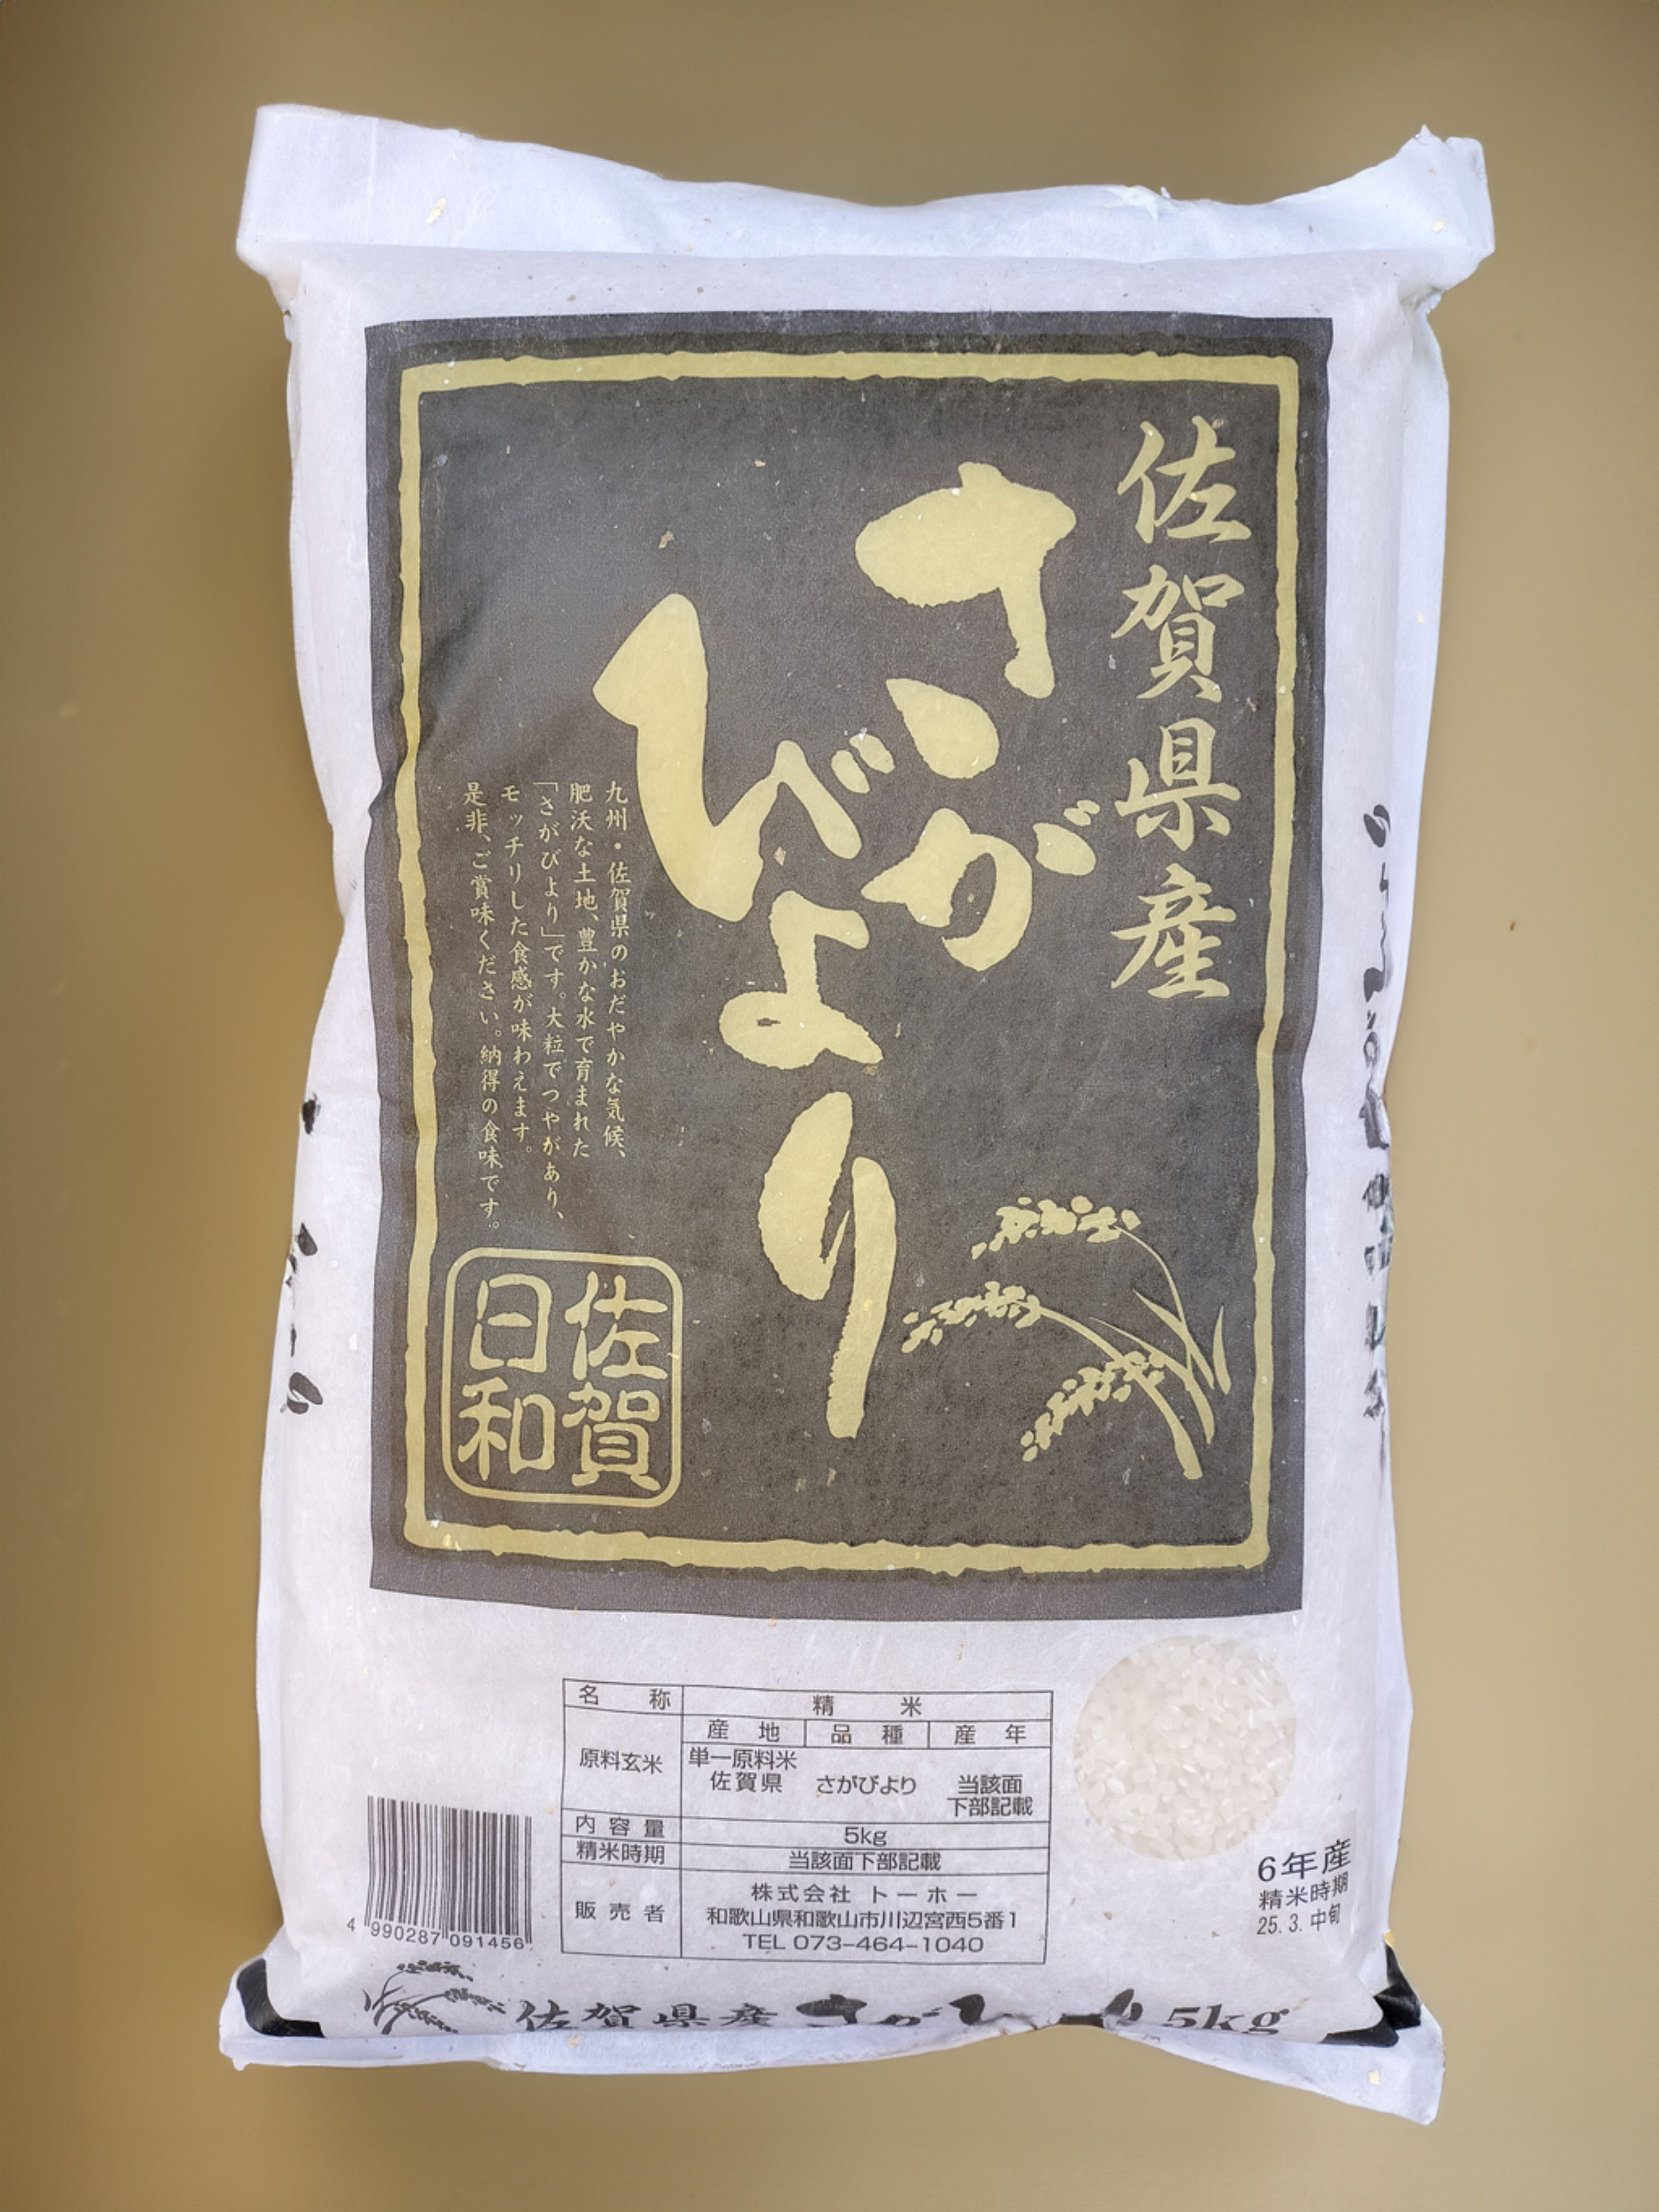 佐賀県産
さが
びより
九州・佐賀県のおだやかな気候、
肥沃な土地、豊かな水で育まれた
「さがびより」です。大粒でつやがあり、
モッチリした食感が味わえます。
是非、ご賞味ください。納得の食味です。
佐賀
日和
名称 精米
原料玄米 産地 品種 産年
単一原料米
佐賀県 さがびより 当該面
下部記載
内容量 5kg
精米時期 当該面下部記載
販売者 株式会社 トーホー
和歌山県和歌山市川辺宮西5番1
TEL 073-464-1040
4 990287 091456
6年産
精米時期
25.3.中旬
佐賀県産 さがびより 5kg